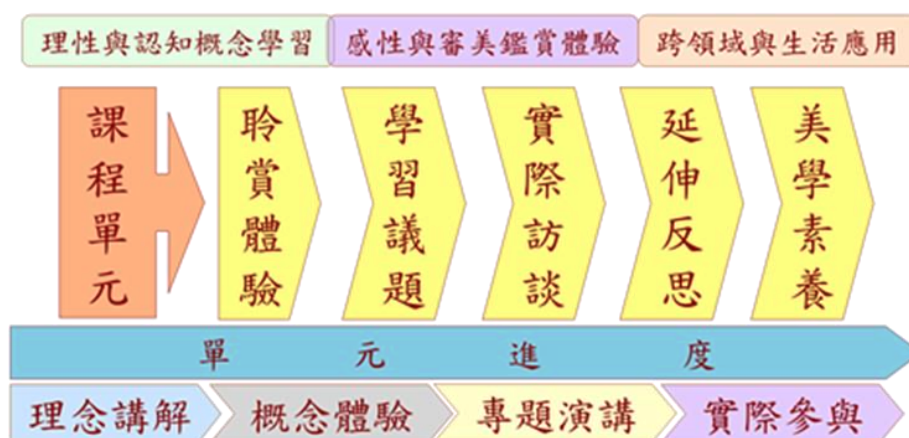 理性與認知概念學習
感性與審美鑑賞體驗
跨領域與生活應用
課程單元
聆賞體驗
學習議題
實際訪談
延伸反思
美學素養
單元進度
理念講解
概念體驗
專題演講
實際參與